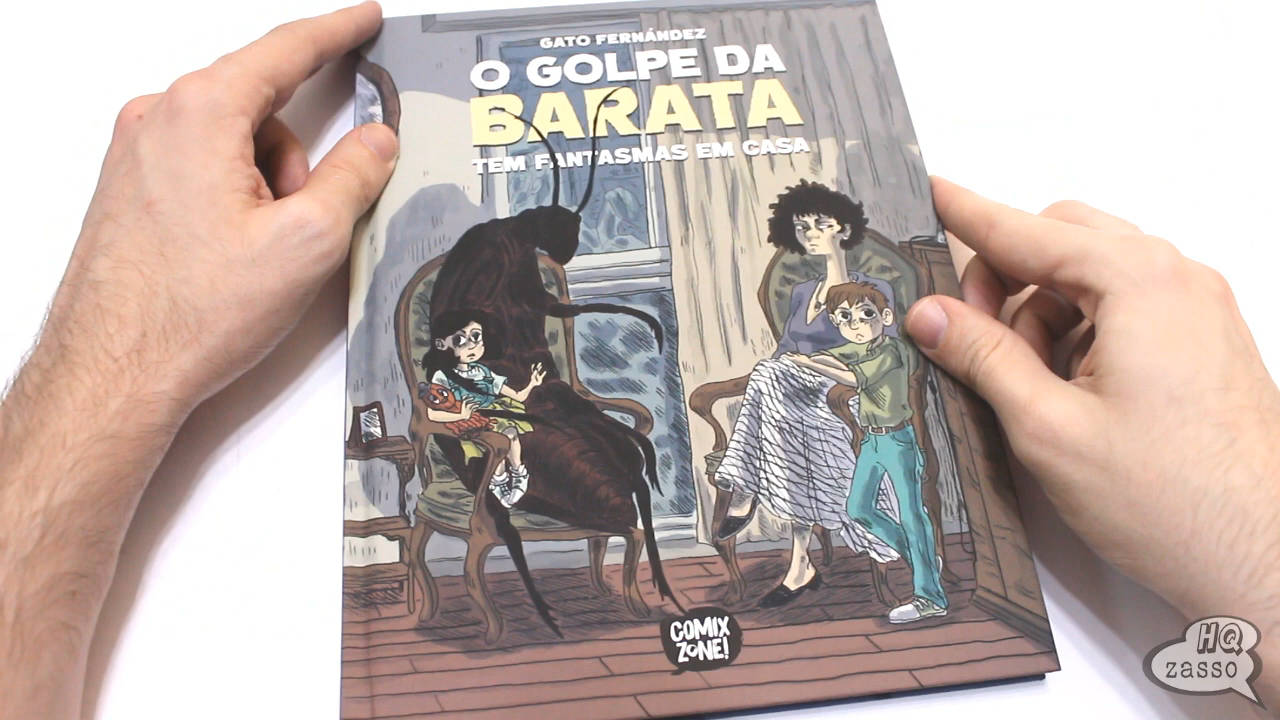 GATO FERNÁNDEZ
O GOLPE DA
BARATA
TEM FANTASMAS EM CASA
COMIX
ZONE!
HQ
zasso